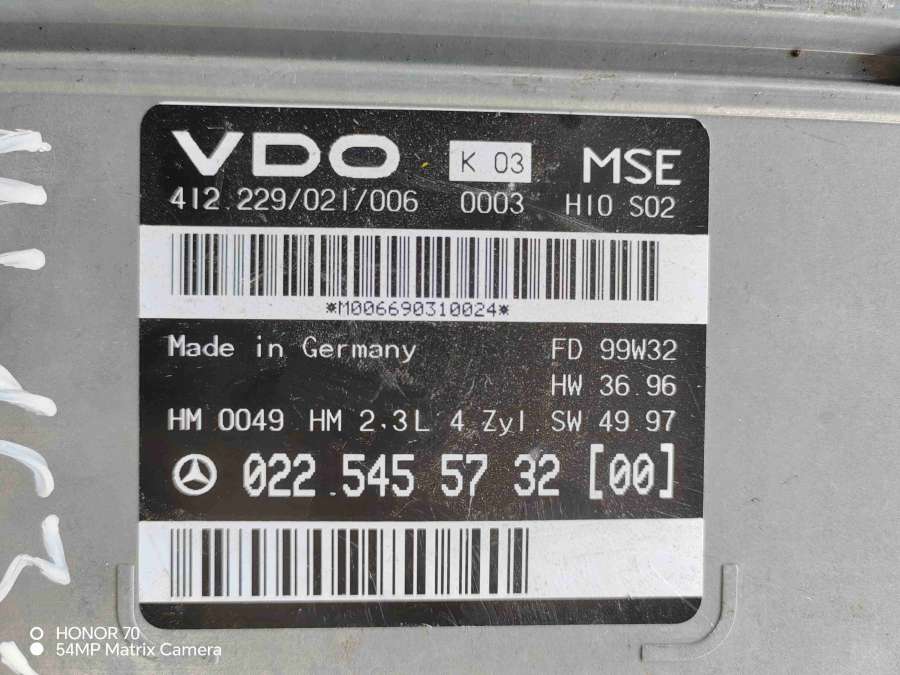 VDO K 03 MSE
412.229/021/006 0003 H10 S02
*M006690310024*
Made in Germany FD 99W32
HW 36.96
HM 0049 HM 2.3L 4 Zyl. SW 49.97
022 545 57 32 [00]
HONOR 70
54MP Matrix Camera